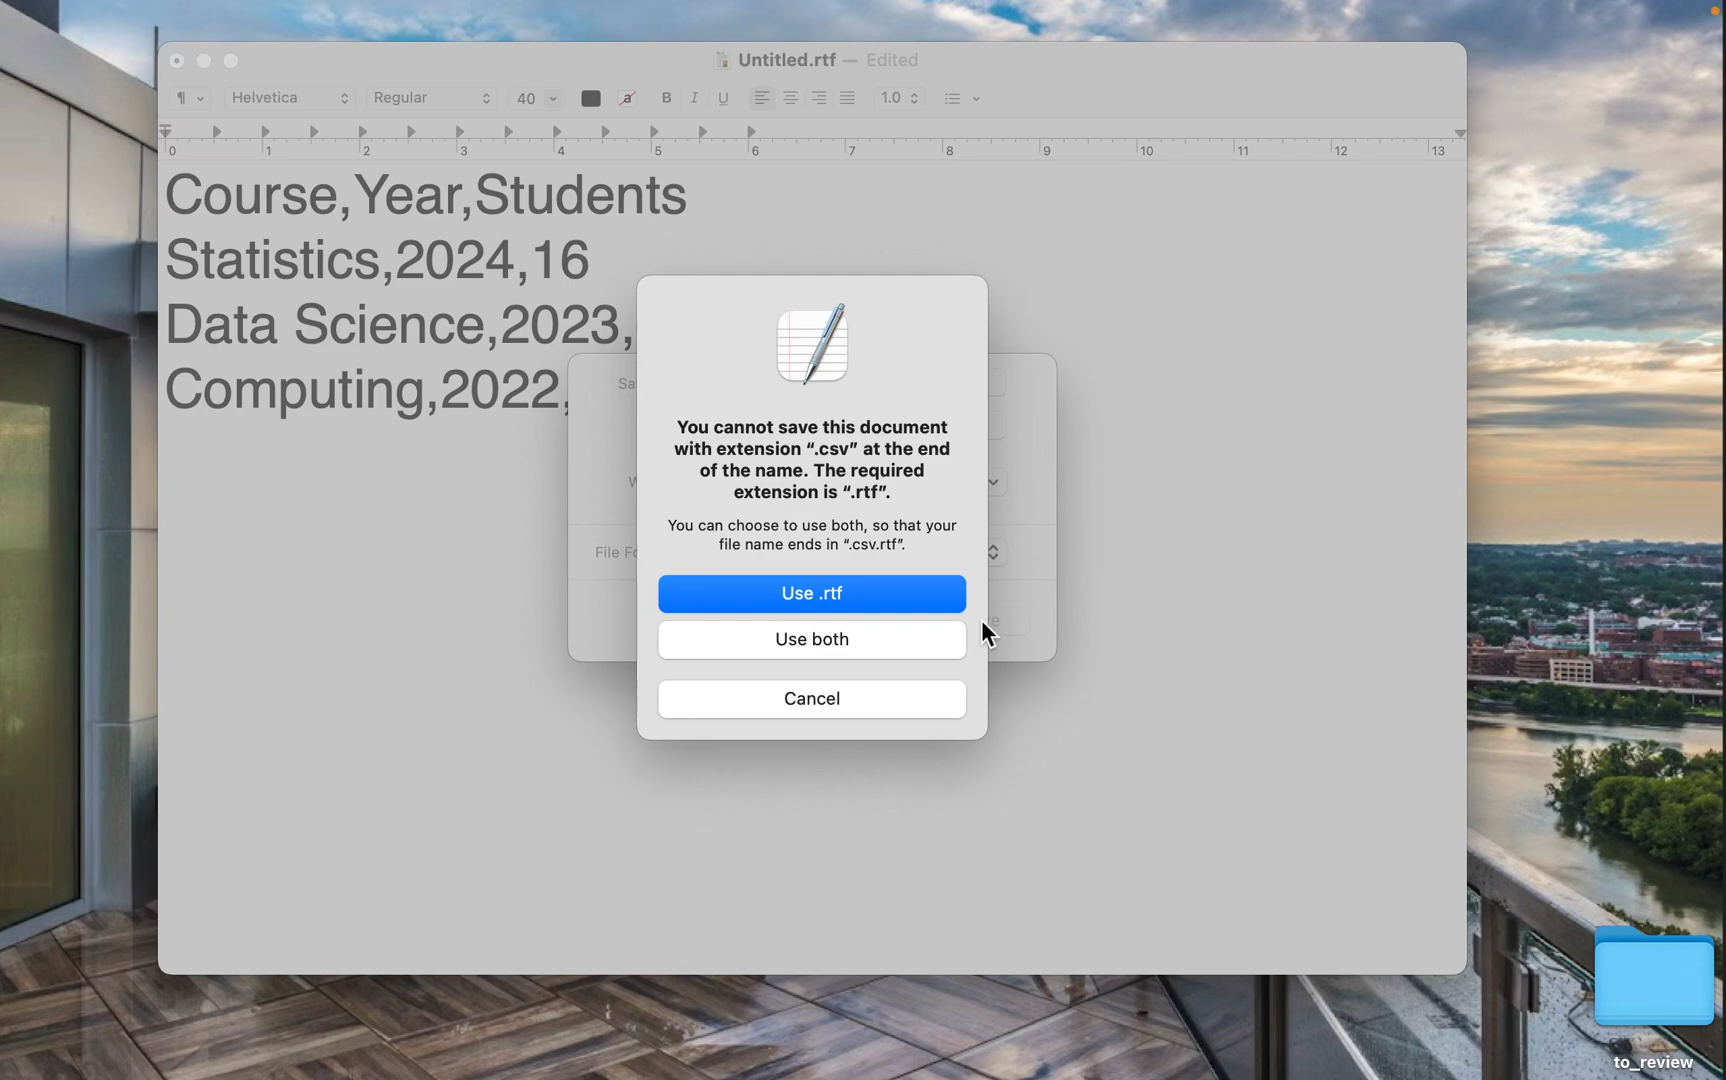 Untitled.rtf — Edited
¶ Helvetica Regular 40 a B I U 1.0
0 1 2 3 4 5 6 7 8 9 10 11 12 13
Course,Year,Students
Statistics,2024,16
Data Science,2023,
Computing,2022,
You cannot save this document
with extension “.csv” at the end
of the name. The required
extension is “.rtf”.
You can choose to use both, so that your
file name ends in “.csv.rtf”.
Use .rtf
Use both
Cancel
to_review